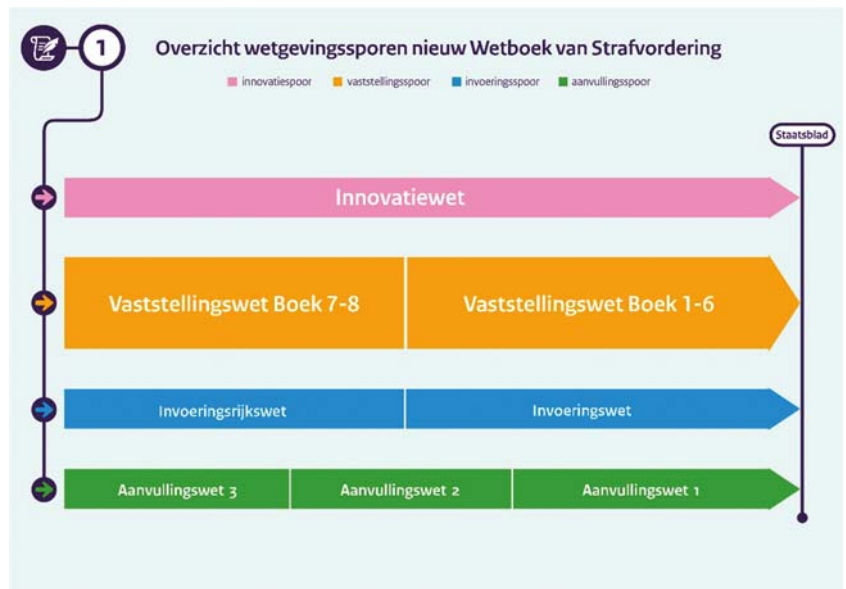 1
Overzicht wetgevingssporen nieuw Wetboek van Strafvordering
innovatiespoor vaststellingsspoor invoeringsspoor aanvullingsspoor
Staatsblad
Innovatiewet
Vaststellingswet Boek 7-8 Vaststellingswet Boek 1-6
Invoeringsrijkswet Invoeringswet
Aanvullingswet 3 Aanvullingswet 2 Aanvullingswet 1